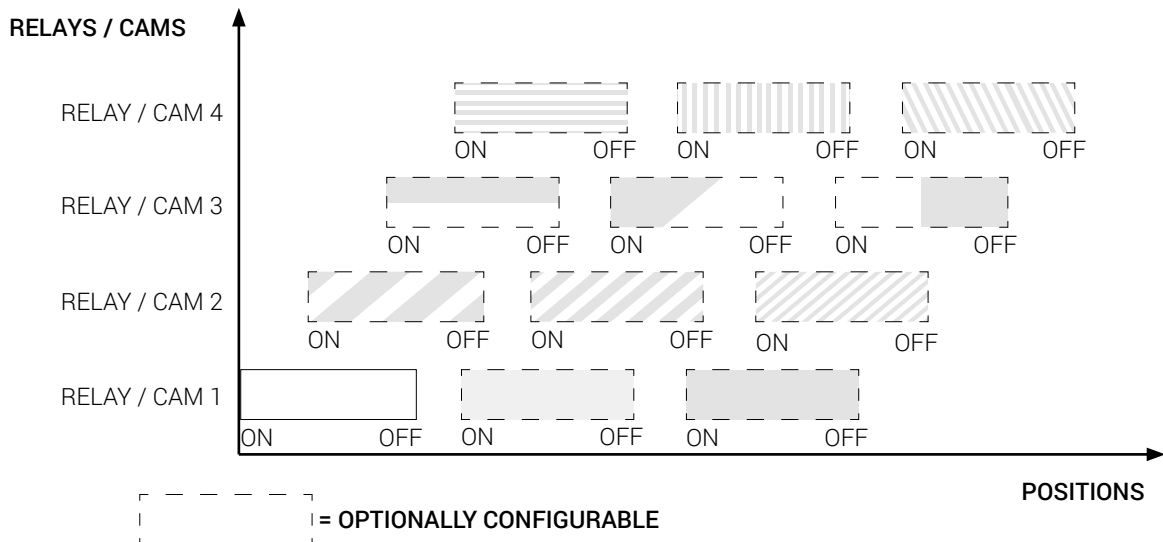 RELAYS / CAMS
RELAY / CAM 4
ON OFF ON OFF ON OFF
RELAY / CAM 3
ON OFF ON OFF ON OFF
RELAY / CAM 2
ON OFF ON OFF ON OFF
RELAY / CAM 1
ON OFF ON OFF ON OFF
POSITIONS
= OPTIONALLY CONFIGURABLE